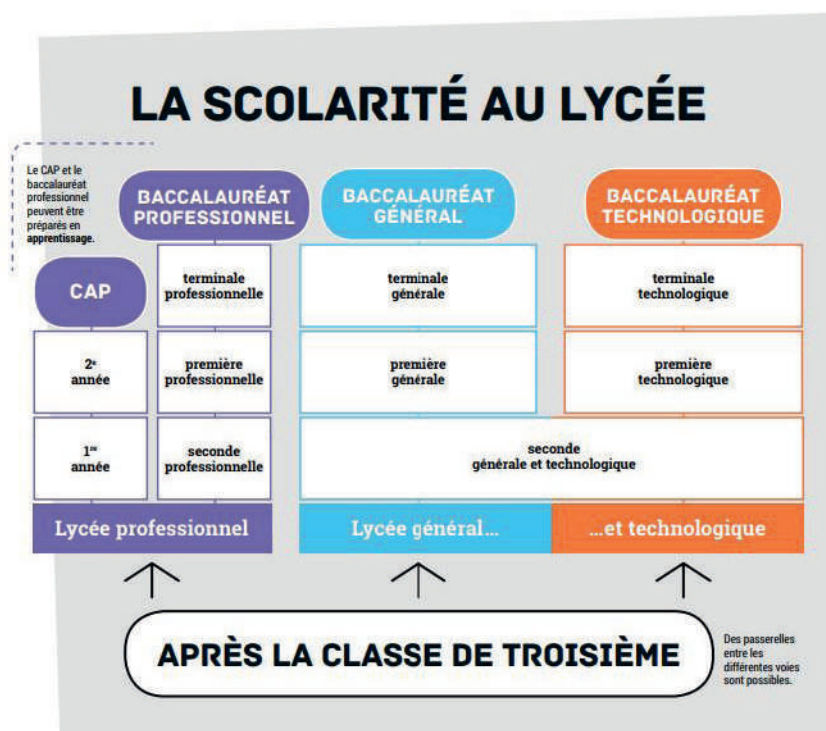 LA SCOLARITÉ AU LYCÉE
Le CAP et le
baccalauréat
professionnel
peuvent être
préparés en
apprentissage.
BACCALAURÉAT
PROFESSIONNEL
BACCALAURÉAT
GÉNÉRAL
BACCALAURÉAT
TECHNOLOGIQUE
CAP
terminale
professionnelle
terminale
générale
terminale
technologique
2e
année
première
professionnelle
première
générale
première
technologique
1re
année
seconde
professionnelle
seconde
générale et technologique
Lycée professionnel
Lycée général...
...et technologique
APRÈS LA CLASSE DE TROISIÈME
Des passerelles
entre les
différentes voies
sont possibles.